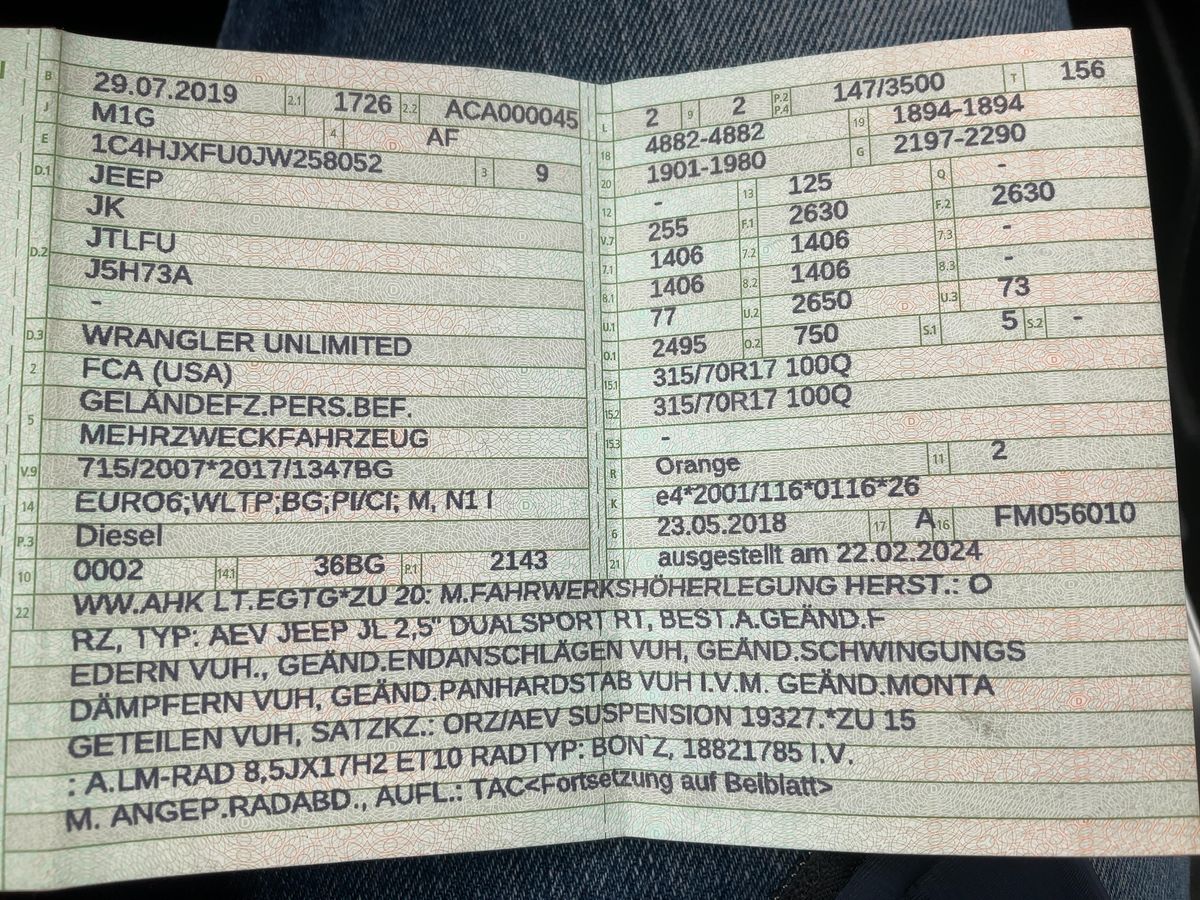 B 29.07.2019 2.1 1726 2.2 ACA000045
J M1G 4 AF
E 1C4HJXFU0JW258052 3 9
D.1 JEEP
D.2 JK
JTLFU
J5H73A
-
D.3 WRANGLER UNLIMITED
2 FCA (USA)
5 GELÄNDEFZ.PERS.BEF.
MEHRZWECKFAHRZEUG
V.9 715/2007*2017/1347BG
14 EURO6;WLTP;BG;PI/CI; M, N1 I
P.3 Diesel
10 0002 14.1 36BG P.1 2143
L 2 9 2 P.2 P.4 147/3500 T 156
18 4882-4882 19 1894-1894
20 1901-1980 G 2197-2290
12 - 13 125 Q -
V.7 255 F.1 2630 F.2 2630
7.1 1406 7.2 1406 7.3 -
8.1 1406 8.2 1406 8.3 -
U.1 77 U.2 2650 U.3 73
O.1 2495 O.2 750 S.1 5 S.2 -
15.1 315/70R17 100Q
15.2 315/70R17 100Q
15.3 -
R Orange 11 2
K e4*2001/116*0116*26
6 23.05.2018 17 A 16 FM056010
21 ausgestellt am 22.02.2024
22 WW.AHK LT.EGTG*ZU 20: M.FAHRWERKSHÖHERLEGUNG HERST.: O
RZ, TYP: AEV JEEP JL 2,5" DUALSPORT RT, BEST.A.GEÄND.F
EDERN VUH., GEÄND.ENDANSCHLÄGEN VUH, GEÄND.SCHWINGUNGS
DÄMPFERN VUH, GEÄND.PANHARDSTAB VUH I.V.M. GEÄND.MONTA
GETEILEN VUH, SATZKZ.: ORZ/AEV SUSPENSION 19327.*ZU 15
: A.LM-RAD 8,5JX17H2 ET10 RADTYP: BON`Z, 18821785 I.V.
M. ANGEP.RADABD., AUFL.: TAC<Fortsetzung auf Beiblatt>